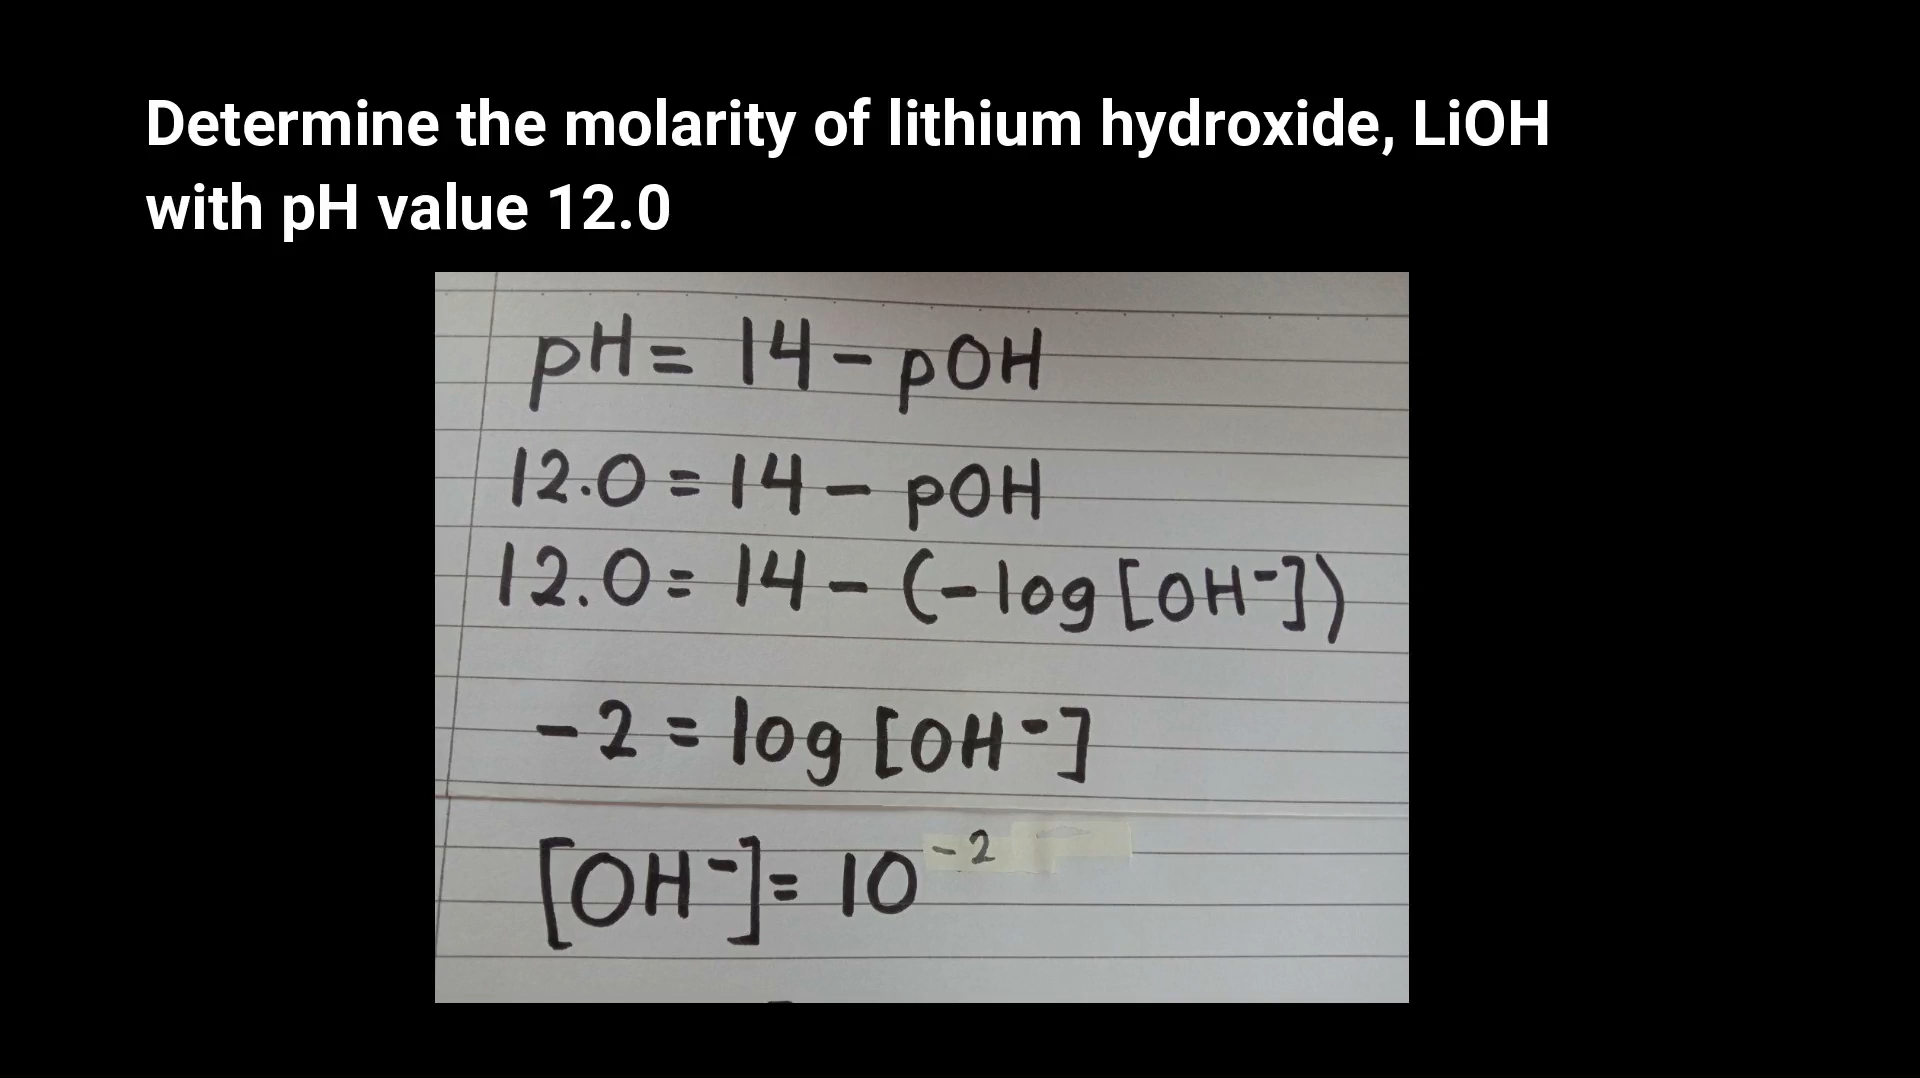 Determine the molarity of lithium hydroxide, LiOH
with pH value 12.0
pH = 14 - pOH
12.0 = 14 - pOH
12.0 = 14 - (-log [OH⁻])
-2 = log [OH⁻]
[OH⁻] = 10⁻²